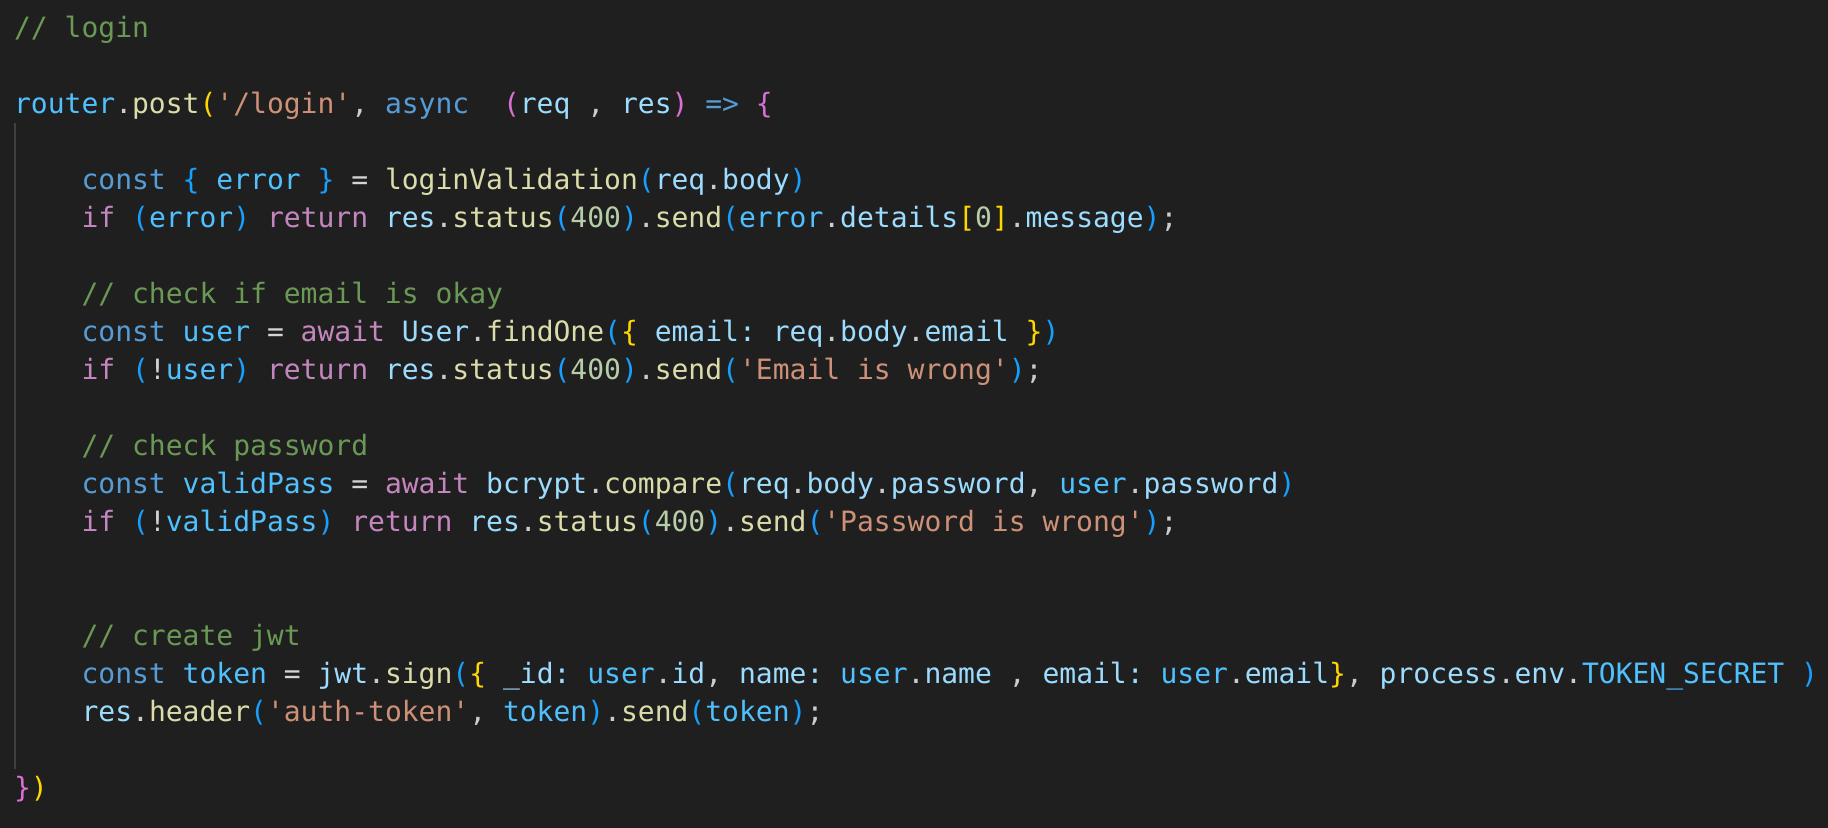 // login
router.post('/login', async  (req , res) => {
const { error } = loginValidation(req.body)
if (error) return res.status(400).send(error.details[0].message);
// check if email is okay
const user = await User.findOne({ email: req.body.email })
if (!user) return res.status(400).send('Email is wrong');
// check password
const validPass = await bcrypt.compare(req.body.password, user.password)
if (!validPass) return res.status(400).send('Password is wrong');
// create jwt
const token = jwt.sign({ _id: user.id, name: user.name , email: user.email}, process.env.TOKEN_SECRET )
res.header('auth-token', token).send(token);
})